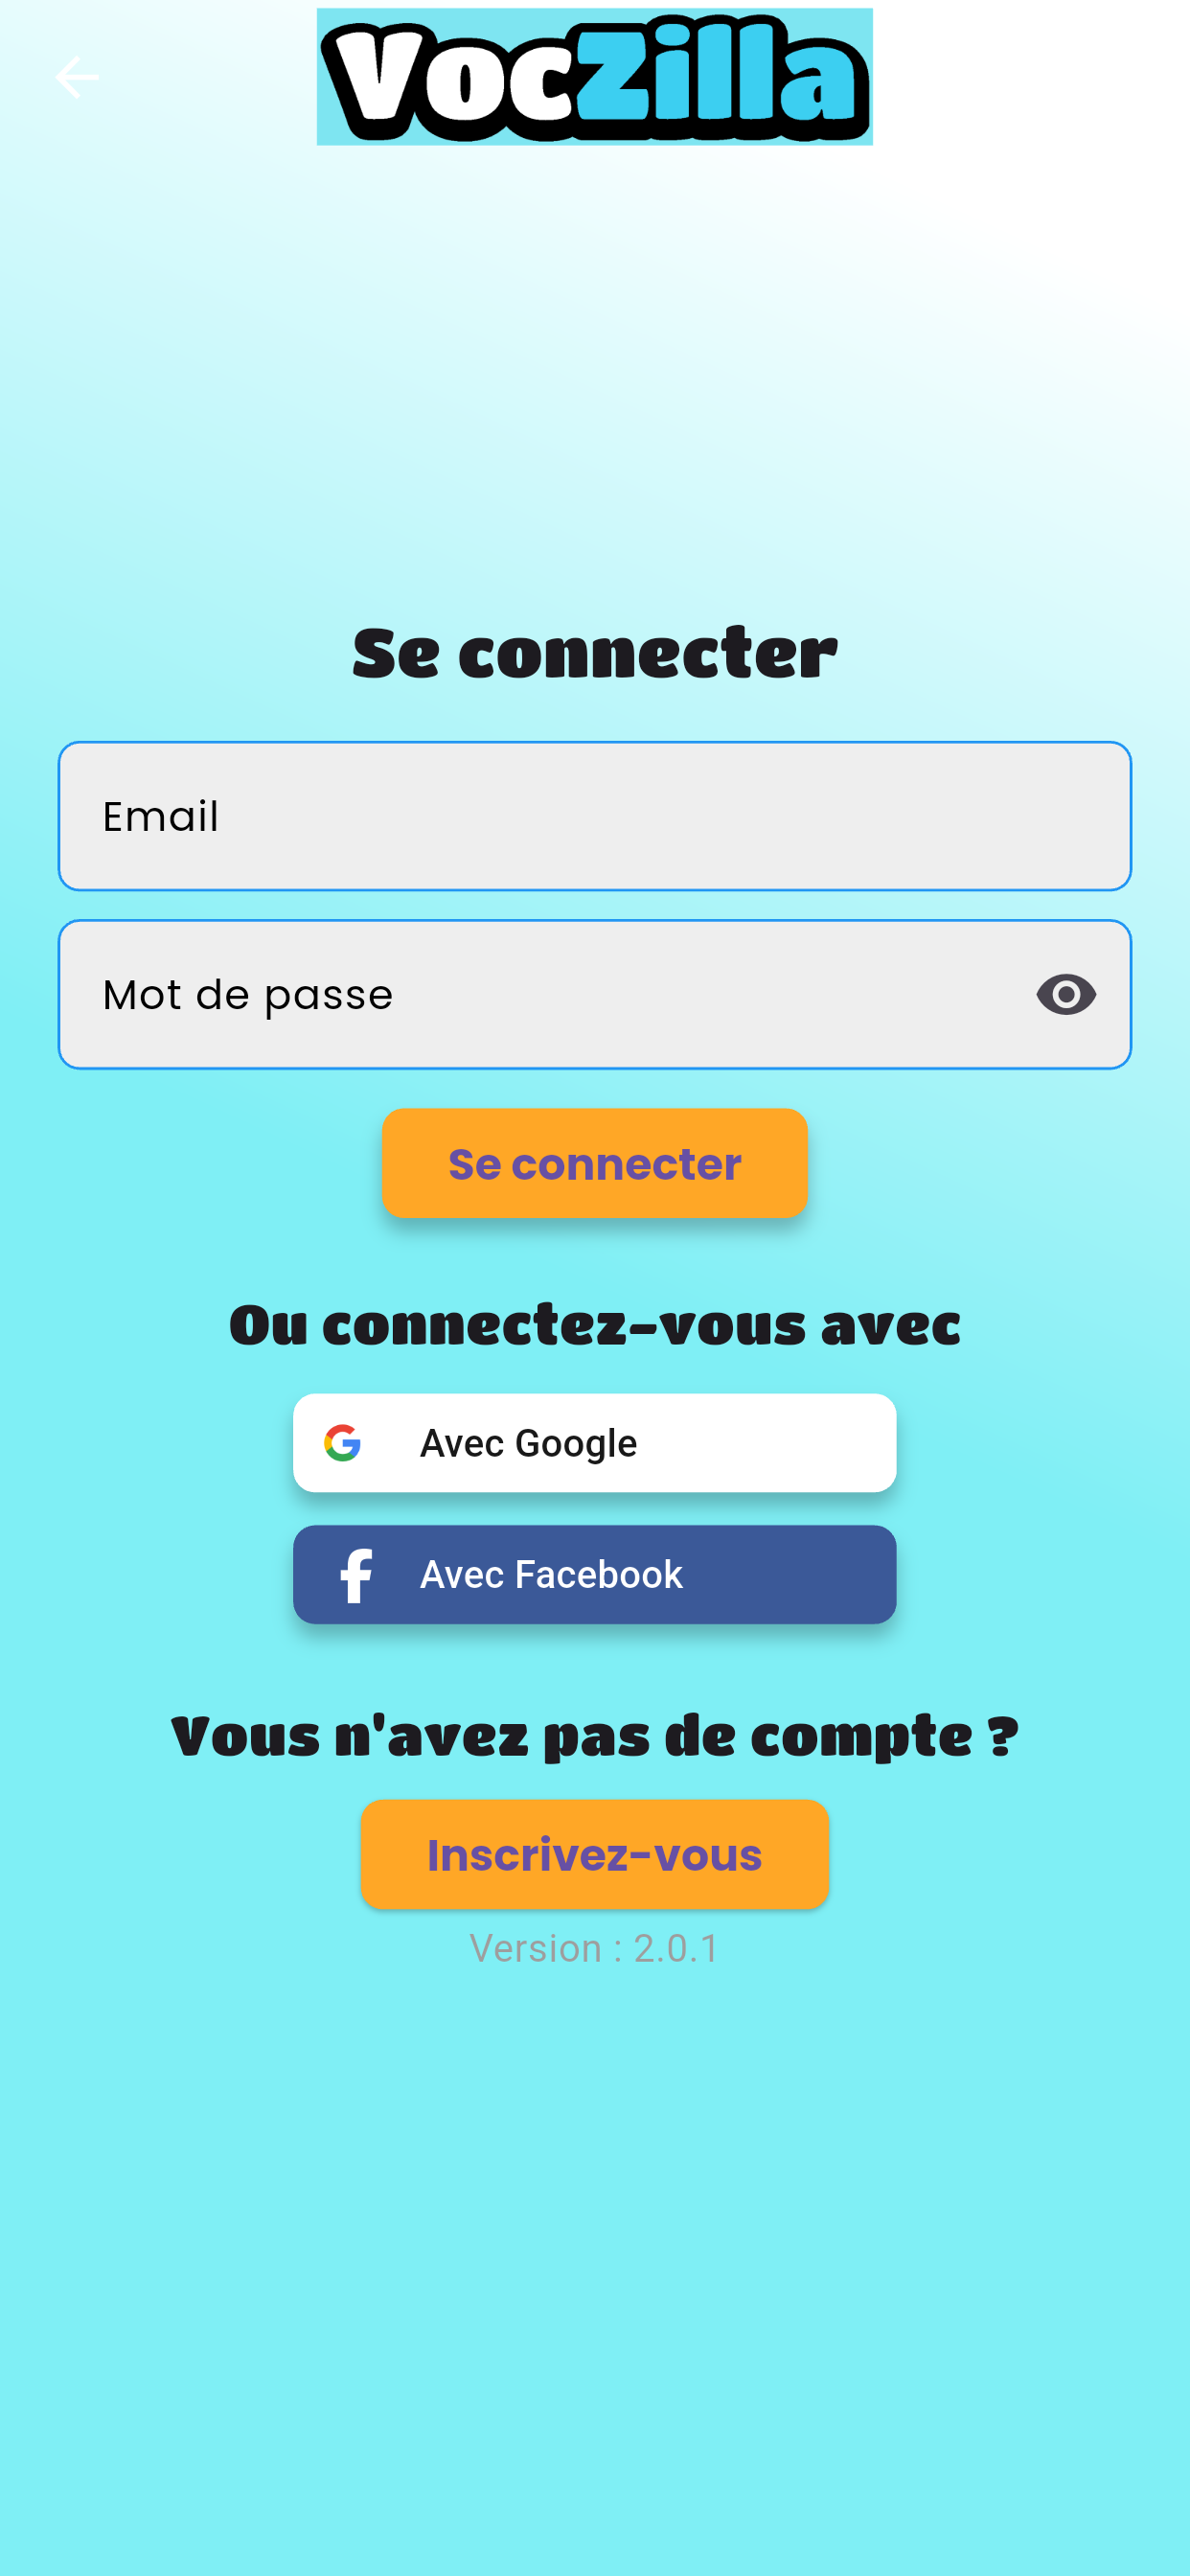 VocZilla
Se connecter
Email
Mot de passe
Se connecter
Ou connectez-vous avec
Avec Google
Avec Facebook
Vous n'avez pas de compte ?
Inscrivez-vous
Version : 2.0.1